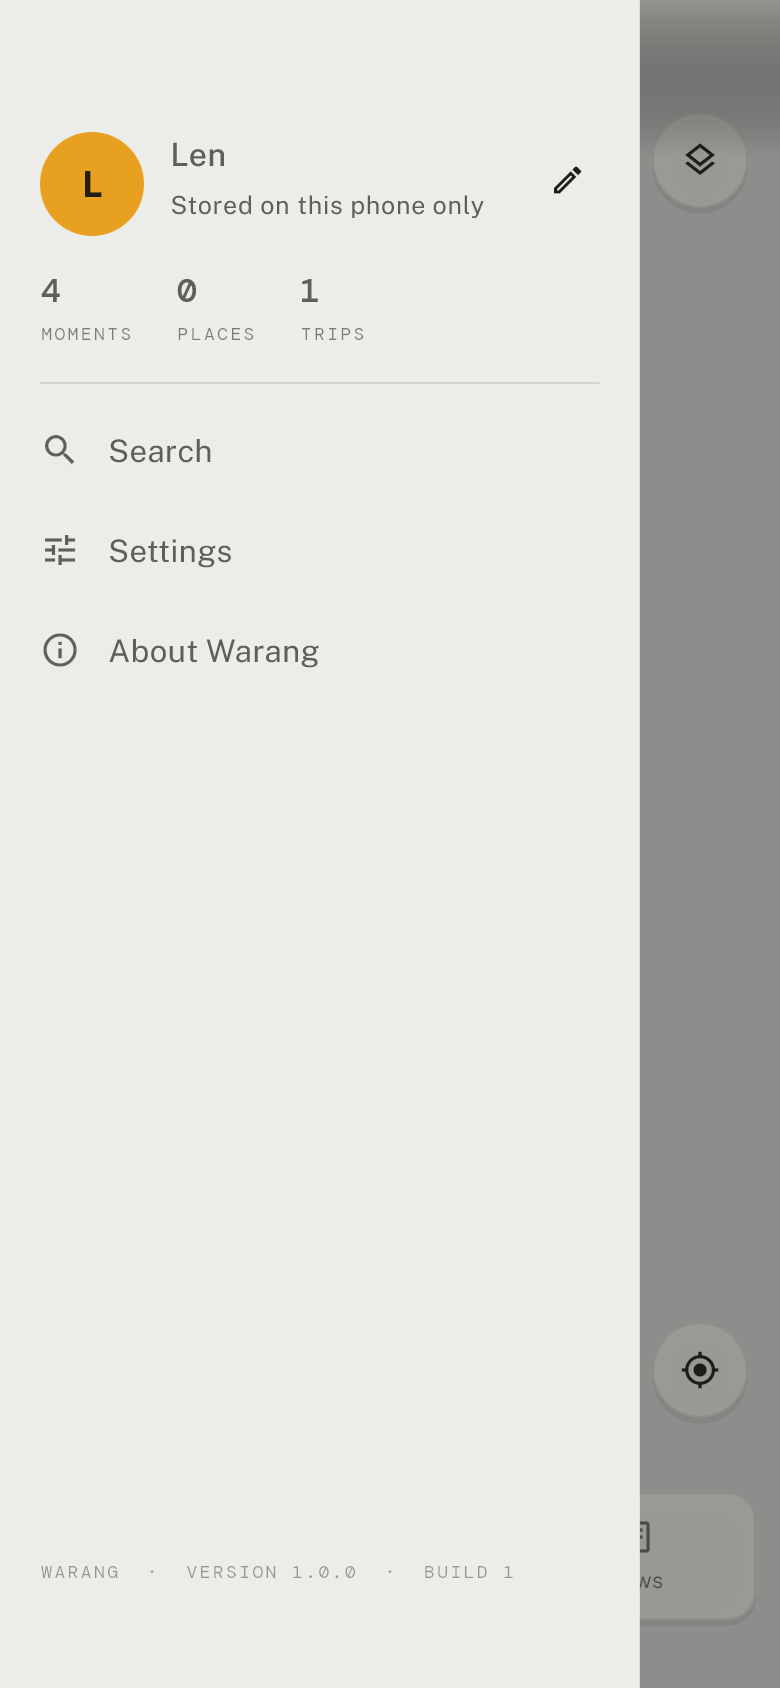 L
Len
Stored on this phone only
4 0 1
MOMENTS PLACES TRIPS
Search
Settings
About Warang
WARANG · VERSION 1.0.0 · BUILD 1